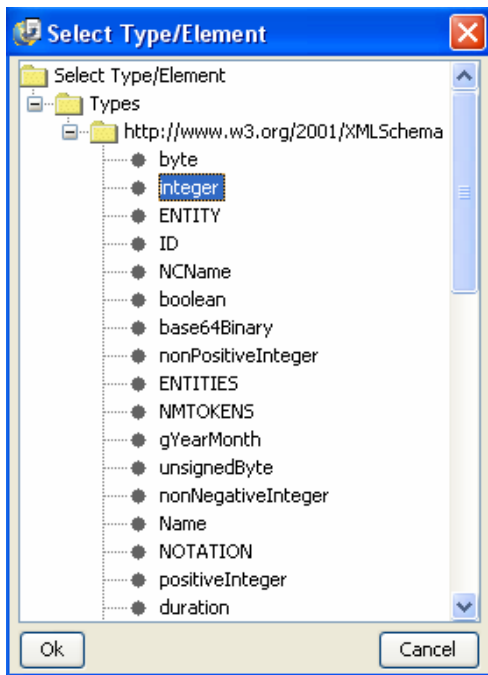 Select Type/Element
Select Type/Element
Types
http://www.w3.org/2001/XMLSchema
byte
integer
ENTITY
ID
NCName
boolean
base64Binary
nonPositiveInteger
ENTITIES
NMTOKENS
gYearMonth
unsignedByte
nonNegativeInteger
Name
NOTATION
positiveInteger
duration
Ok Cancel